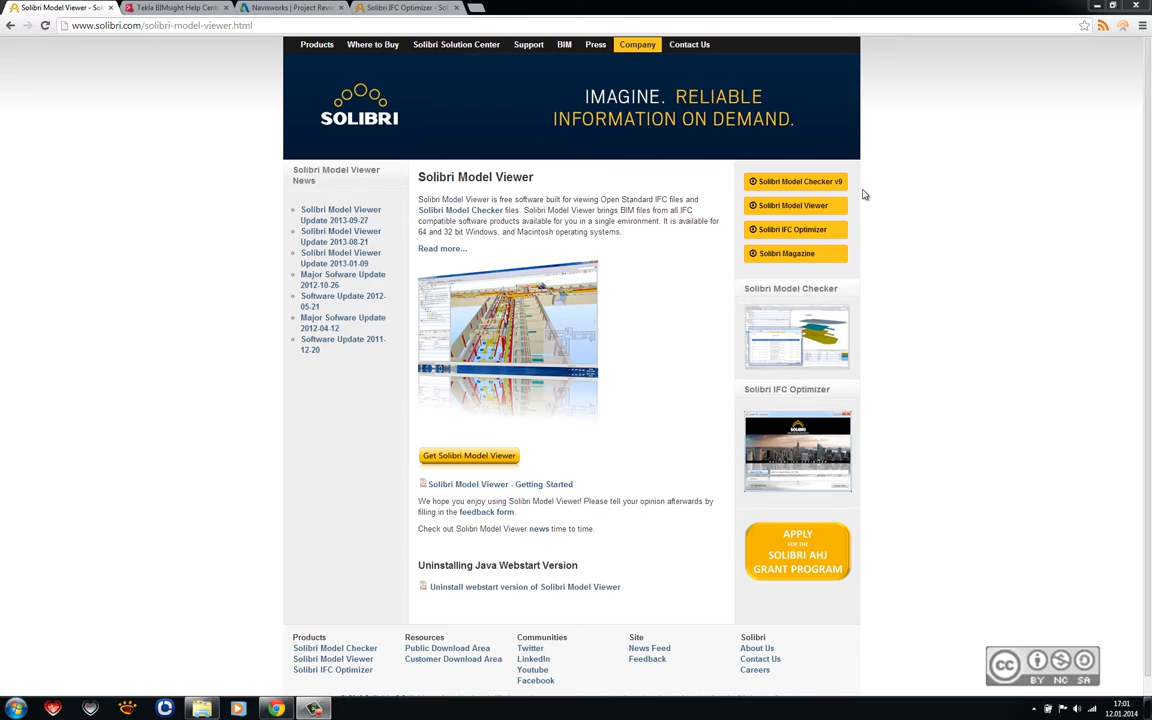 Solibri Model Viewer - Soli
Tekla BIMsight Help Cent
Navisworks | Project Revi
Solibri IFC Optimizer - Sol
www.solibri.com/solibri-model-viewer.html
Products Where to Buy Solibri Solution Center Support BIM Press Company Contact Us
SOLIBRI
IMAGINE. RELIABLE
INFORMATION ON DEMAND.
Solibri Model Viewer
News
Solibri Model Viewer
Update 2013-09-27
Solibri Model Viewer
Update 2013-08-21
Solibri Model Viewer
Update 2013-01-09
Major Sofware Update
2012-10-26
Software Update 2012-
05-21
Major Sofware Update
2012-04-12
Software Update 2011-
12-20
Solibri Model Viewer
Solibri Model Viewer is free software built for viewing Open Standard IFC files and
Solibri Model Checker files. Solibri Model Viewer brings BIM files from all IFC
compatible software products available for you in a single environment. It is available for
64 and 32 bit Windows, and Macintosh operating systems.
Read more...
Get Solibri Model Viewer
Solibri Model Viewer - Getting Started
We hope you enjoy using Solibri Model Viewer! Please tell your opinion afterwards by
filling in the feedback form.
Check out Solibri Model Viewer news time to time.
Uninstalling Java Webstart Version
Uninstall webstart version of Solibri Model Viewer
Solibri Model Checker v9
Solibri Model Viewer
Solibri IFC Optimizer
Solibri Magazine
Solibri Model Checker
Solibri IFC Optimizer
SOLIBRI
APPLY
FOR THE
SOLIBRI AHJ
GRANT PROGRAM
Products
Solibri Model Checker
Solibri Model Viewer
Solibri IFC Optimizer
Resources
Public Download Area
Customer Download Area
Communities
Twitter
LinkedIn
Youtube
Facebook
Site
News Feed
Feedback
Solibri
About Us
Contact Us
Careers
cc
BY NC SA
17:01
12.01.2014